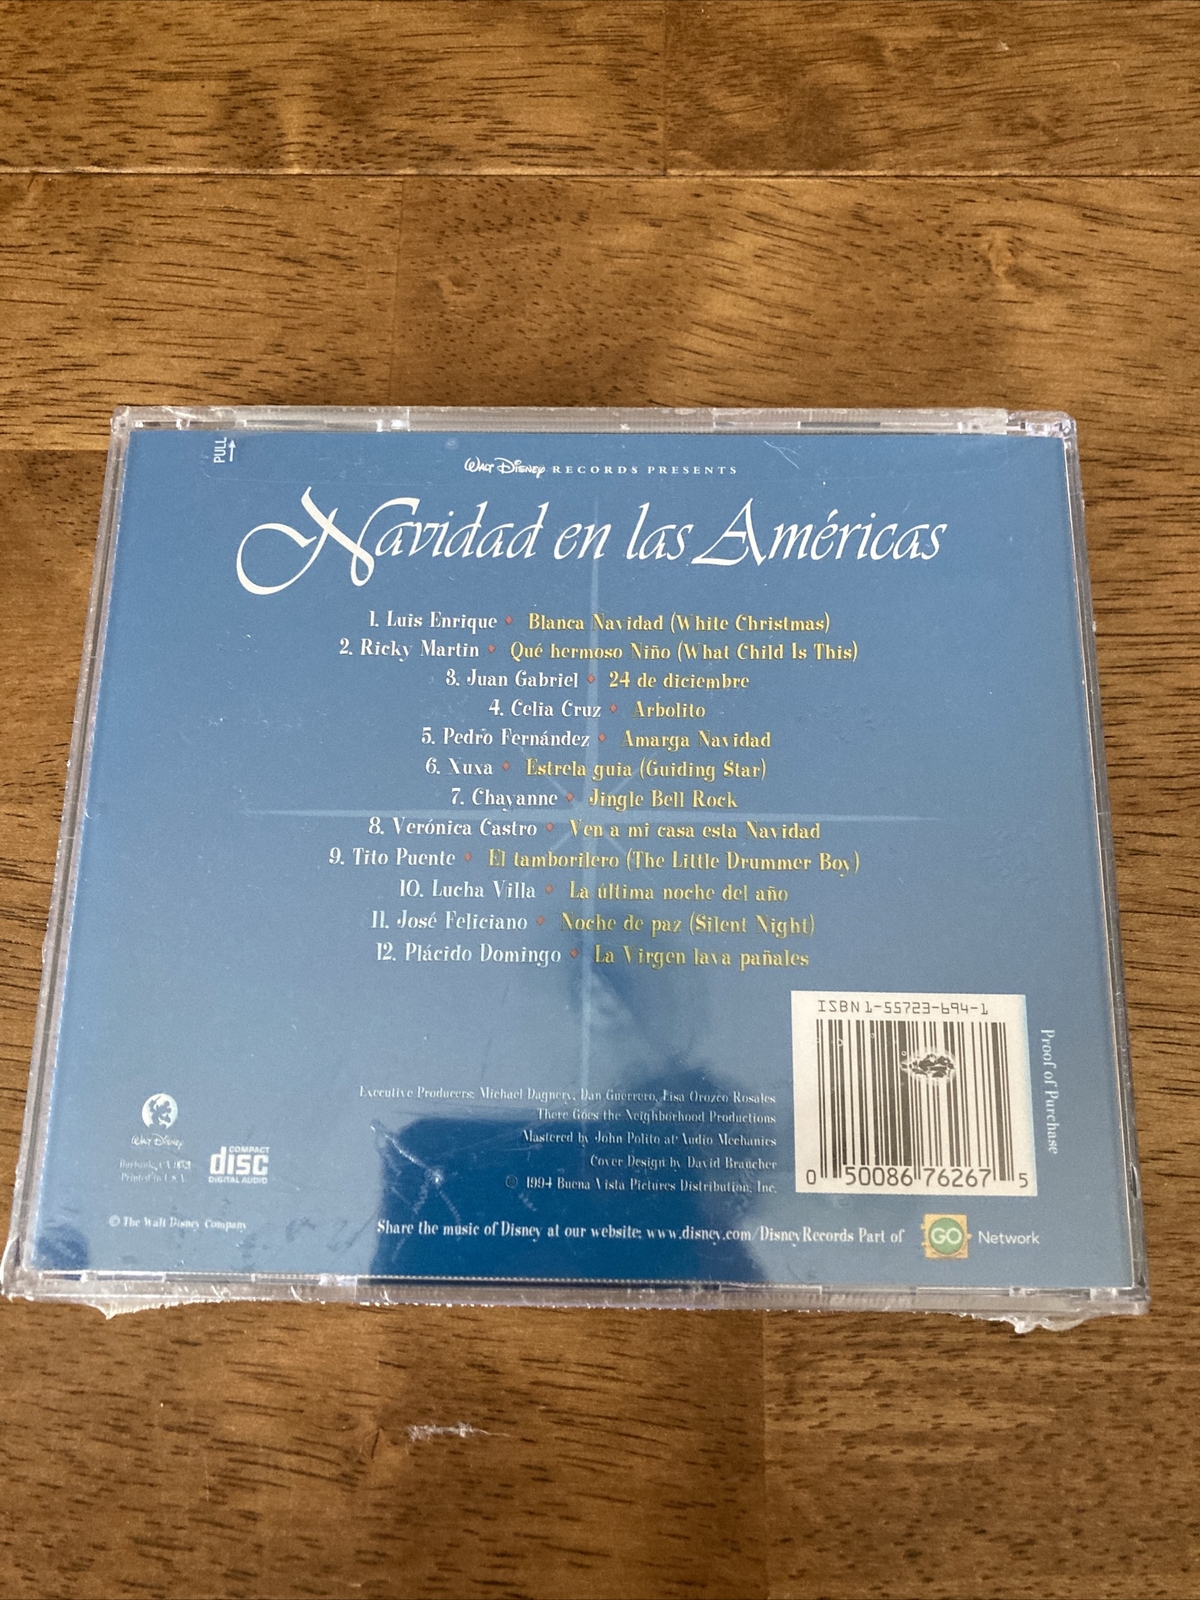 PULL
WALT DISNEY RECORDS PRESENTS
Navidad en las Américas
1. Luis Enrique • Blanca Navidad (White Christmas)
2. Ricky Martin • Qué hermoso Niño (What Child Is This)
3. Juan Gabriel • 24 de diciembre
4. Celia Cruz • Arbolito
5. Pedro Fernández • Amarga Navidad
6. Xuxa • Estrela guia (Guiding Star)
7. Chayanne • Jingle Bell Rock
8. Verónica Castro • Ven a mi casa esta Navidad
9. Tito Puente • El tamborilero (The Little Drummer Boy)
10. Lucha Villa • La última noche del año
11. José Feliciano • Noche de paz (Silent Night)
12. Plácido Domingo • La Virgen lava pañales
ISBN 1-55723-694-1
0 50086 76267 5
Proof of Purchase
Executive Producers: Michael Dagnery, Dan Guerrero, Lisa Orozco Rosales
There Goes the Neighborhood Productions
Mastered by John Polito at Audio Mechanics
Cover Design by David Brancher
© 1994 Buena Vista Pictures Distribution, Inc.
WALT DISNEY
Burbank, CA
Printed in U.S.A.
COMPACT
disc
DIGITAL AUDIO
© The Walt Disney Company
Share the music of Disney at our website: www.disney.com/DisneyRecords Part of GO Network